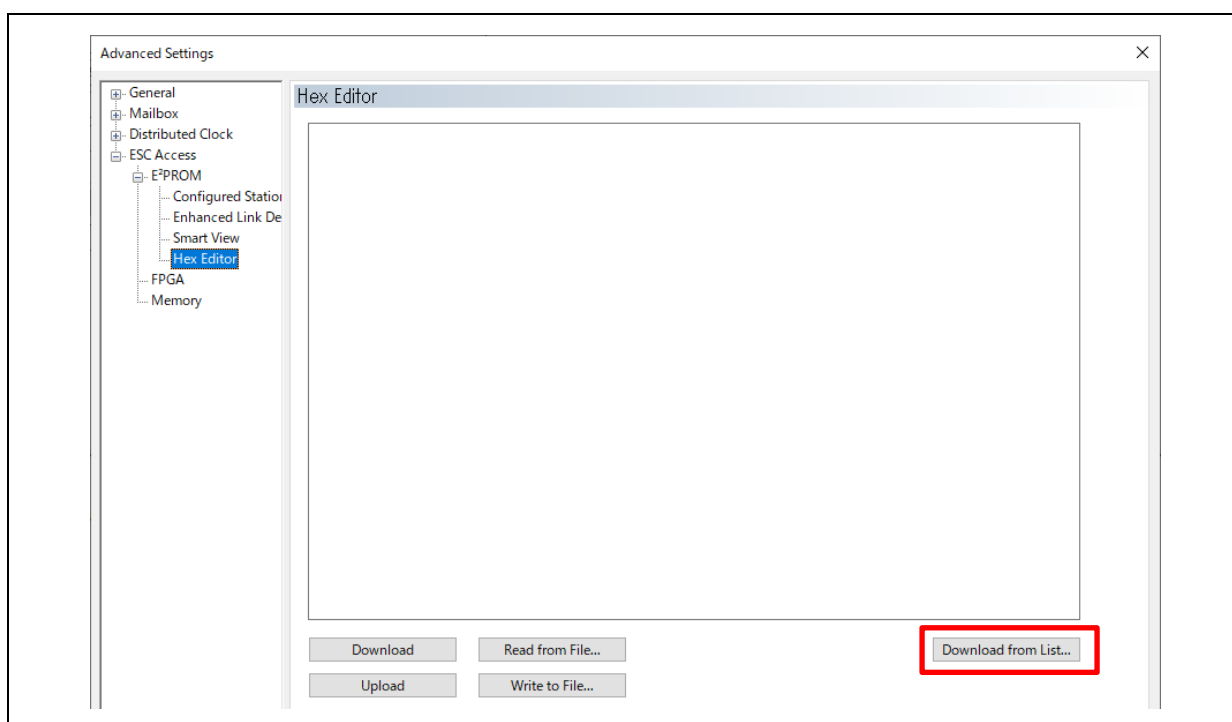 Advanced Settings
General
Mailbox
Distributed Clock
ESC Access
E²PROM
Configured Station
Enhanced Link De
Smart View
Hex Editor
FPGA
Memory
Hex Editor
Download
Read from File...
Download from List...
Upload
Write to File...